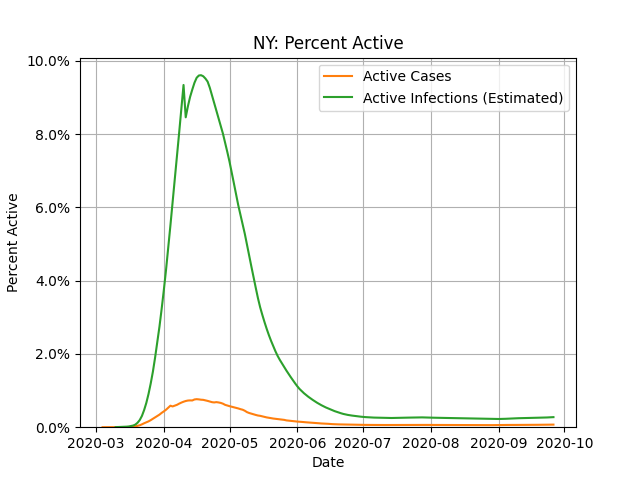 NY: Percent Active
Active Cases
Active Infections (Estimated)
Percent Active
10.0%
8.0%
6.0%
4.0%
2.0%
0.0%
2020-03 2020-04 2020-05 2020-06 2020-07 2020-08 2020-09 2020-10
Date